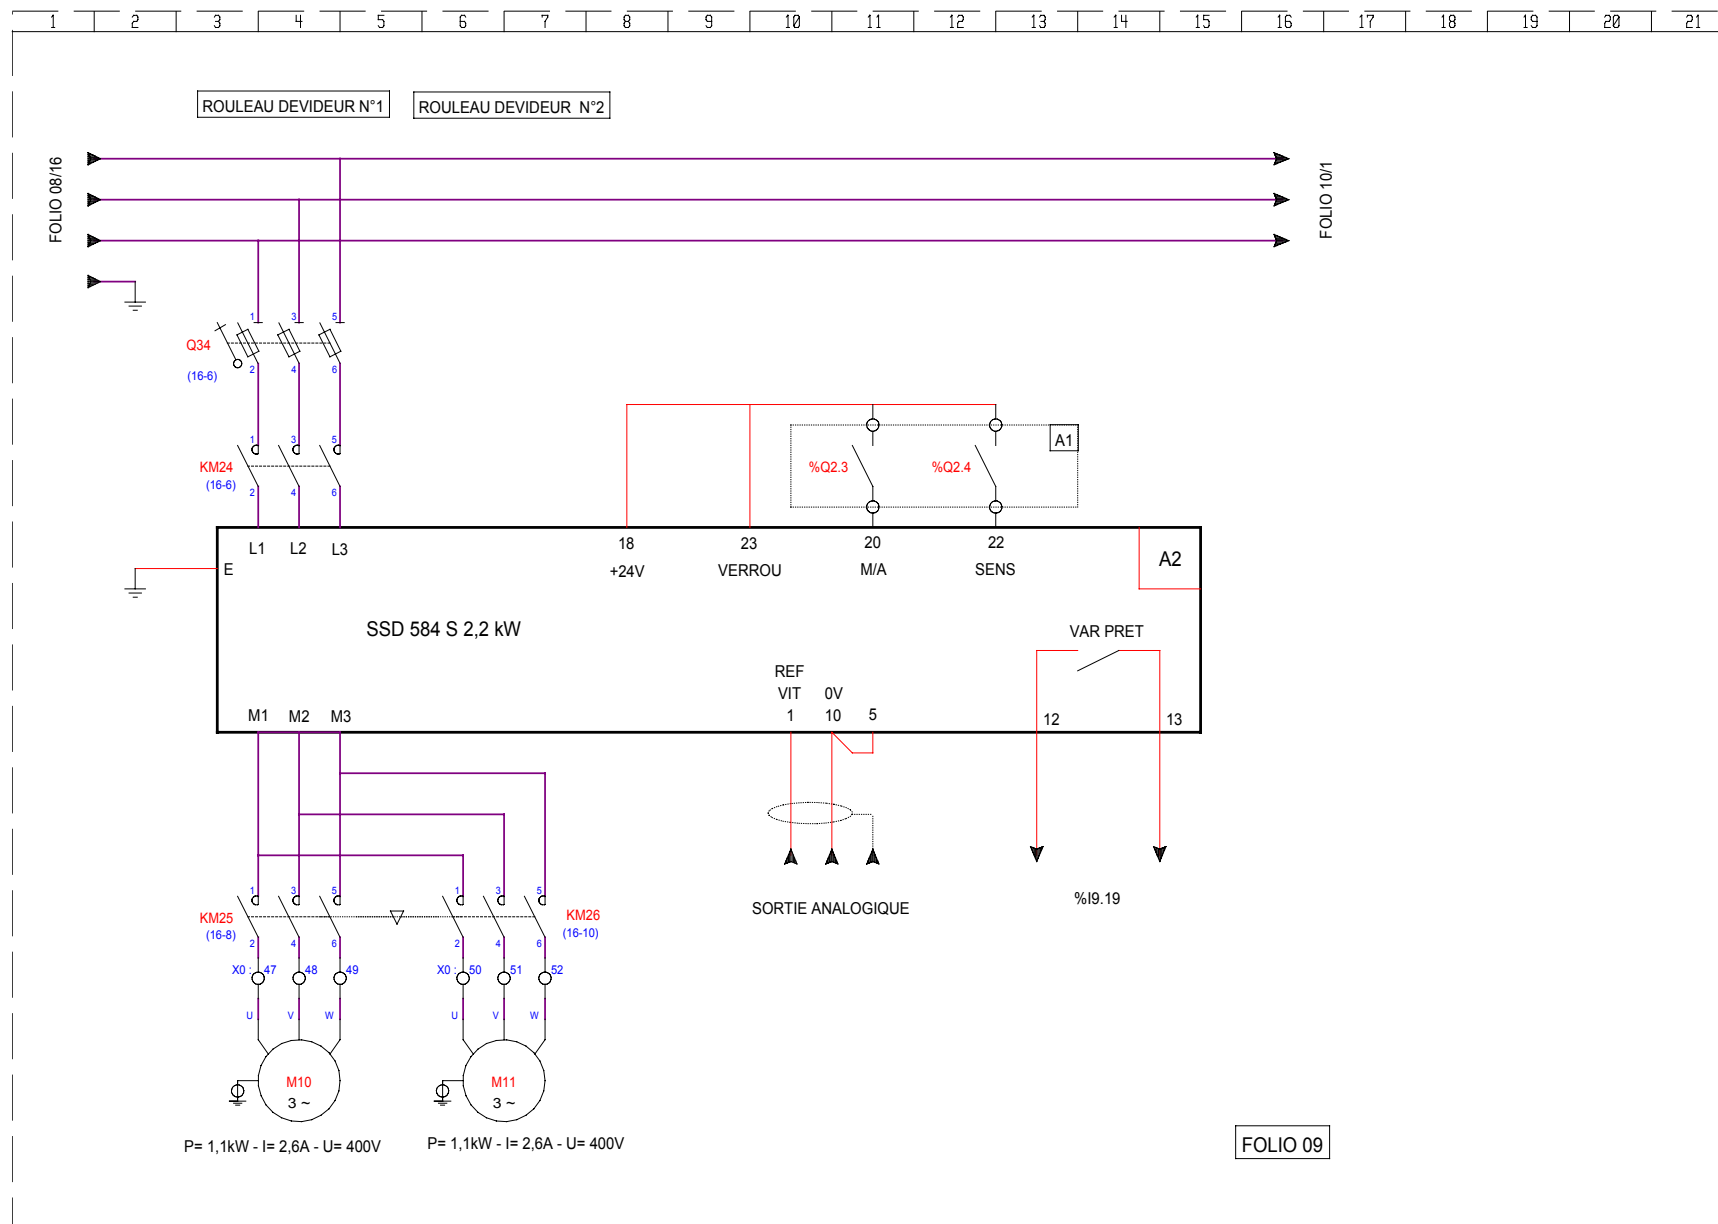 1 2 3 4 5 6 7 8 9 10 11 12 13 14 15 16 17 18 19 20 21
ROULEAU DEVIDEUR N°1
ROULEAU DEVIDEUR N°2
FOLIO 08/16
FOLIO 10/1
1 3 5
Q34
(16-6)
2 4 6
1 3 5
KM24
(16-6)
2 4 6
A1
%Q2.3
%Q2.4
L1 L2 L3
18 23 20 22
E
+24V VERROU M/A SENS
A2
SSD 584 S 2,2 kW
VAR PRET
REF
VIT 0V
M1 M2 M3
1 10 5
12 13
1 3 5
1 3 5
KM25
(16-8)
KM26
(16-10)
2 4 6
2 4 6
X0 : 47 48 49
X0 : 50 51 52
U V W
U V W
SORTIE ANALOGIQUE
%I9.19
M10
3 ~
M11
3 ~
P= 1,1kW - I= 2,6A - U= 400V
P= 1,1kW - I= 2,6A - U= 400V
FOLIO 09